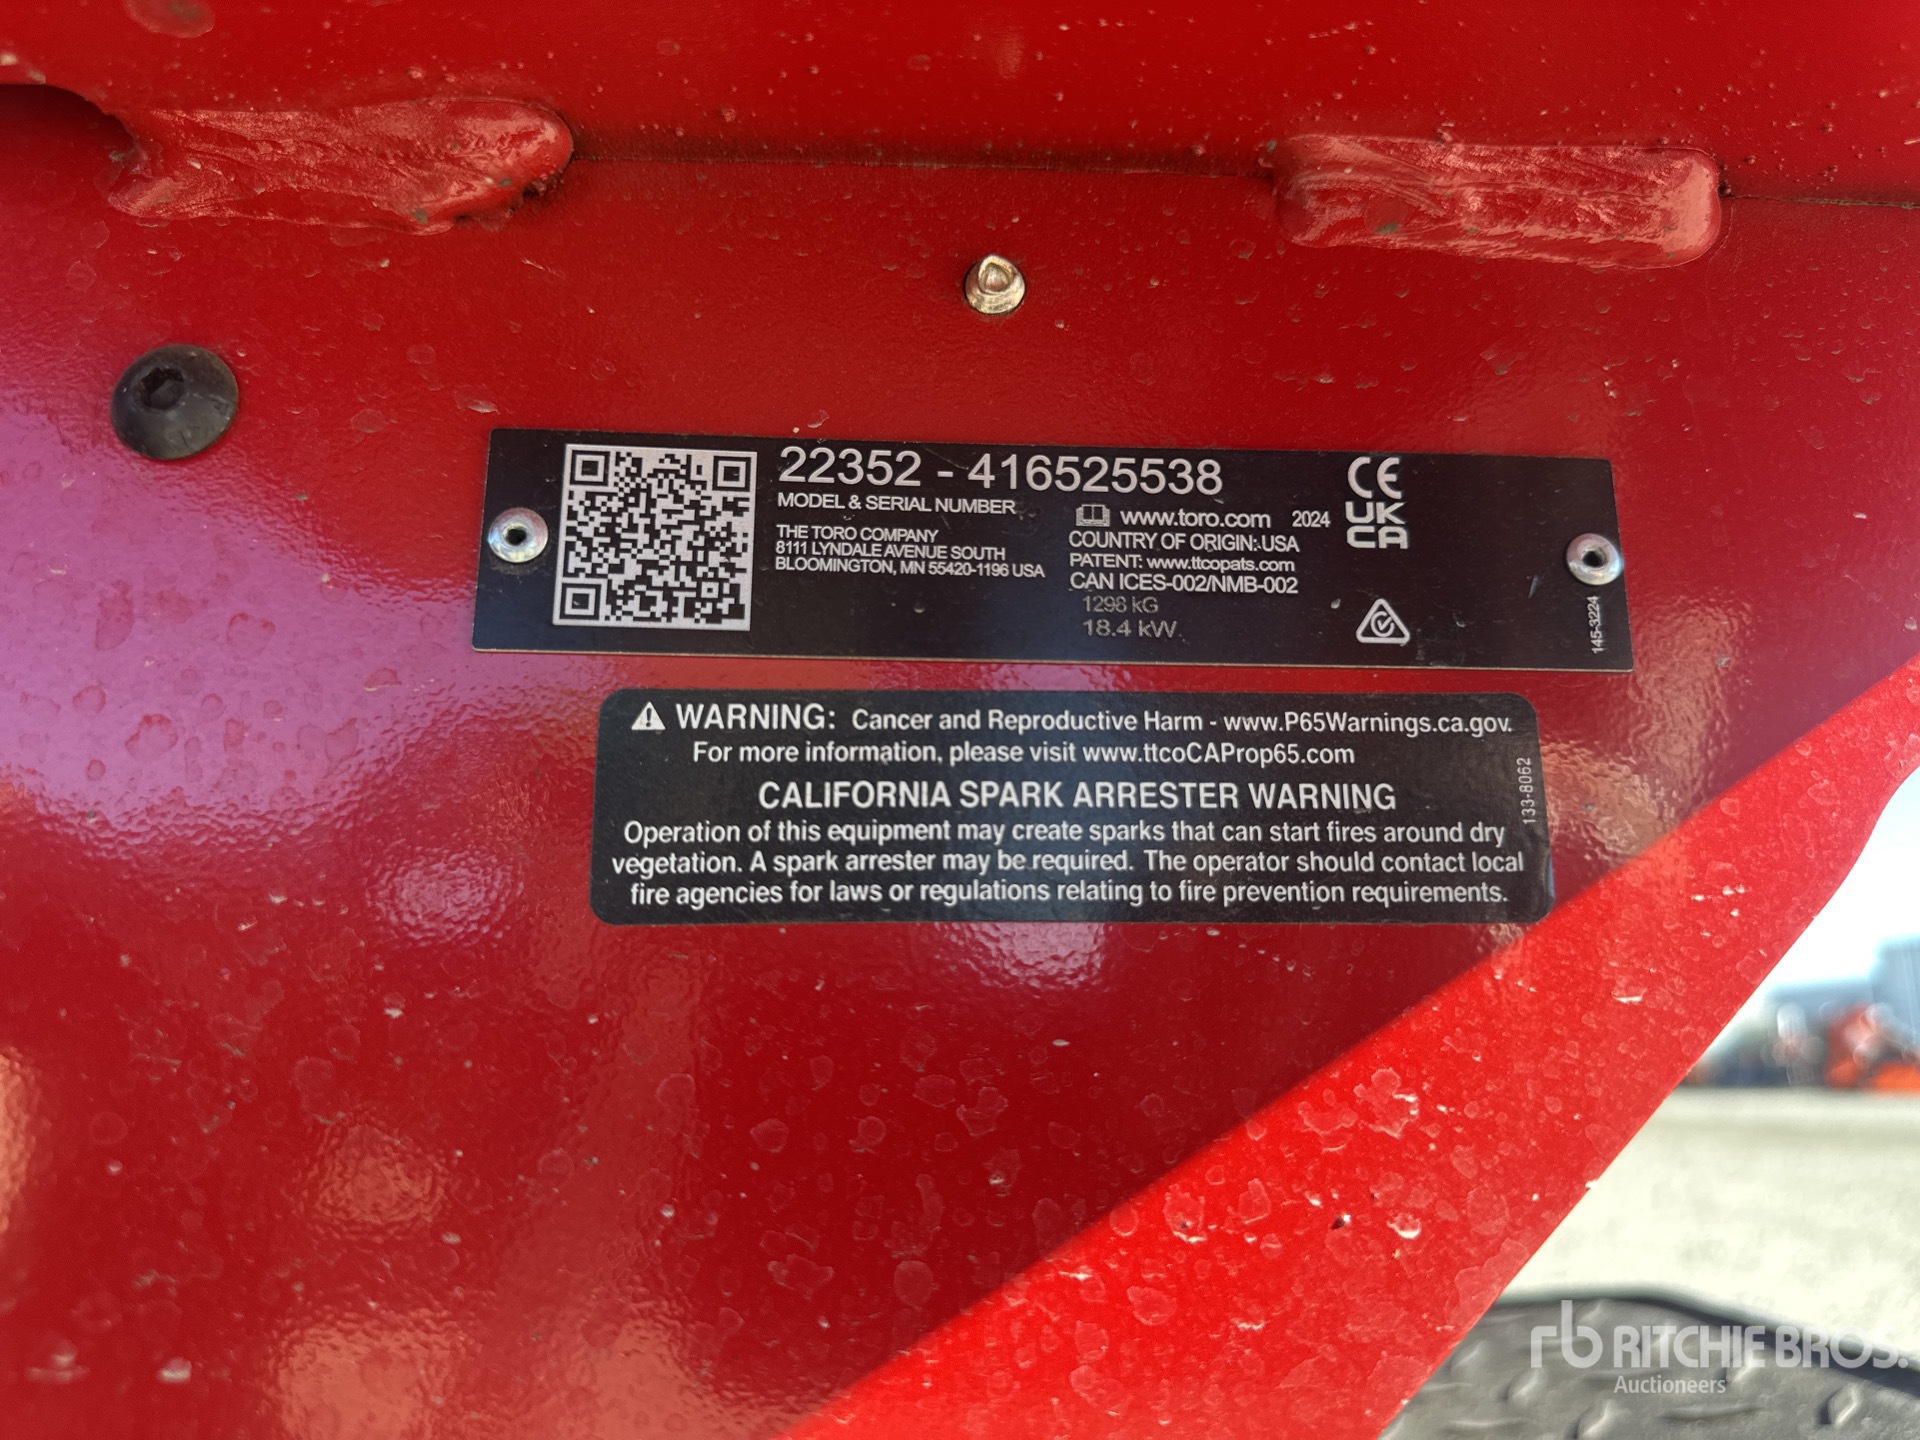 22352 - 416525538
MODEL & SERIAL NUMBER
THE TORO COMPANY
8111 LYNDALE AVENUE SOUTH
BLOOMINGTON, MN 55420-1196 USA
www.toro.com 2024
COUNTRY OF ORIGIN: USA
PATENT: www.ttcopats.com
CAN ICES-002/NMB-002
1298 kG
18.4 kW
CE
UK
CA
145-3224
WARNING: Cancer and Reproductive Harm - www.P65Warnings.ca.gov.
For more information, please visit www.ttcoCAProp65.com
CALIFORNIA SPARK ARRESTER WARNING
Operation of this equipment may create sparks that can start fires around dry
vegetation. A spark arrester may be required. The operator should contact local
fire agencies for laws or regulations relating to fire prevention requirements.
133-8062
rb RITCHIE BROS.
Auctioneers